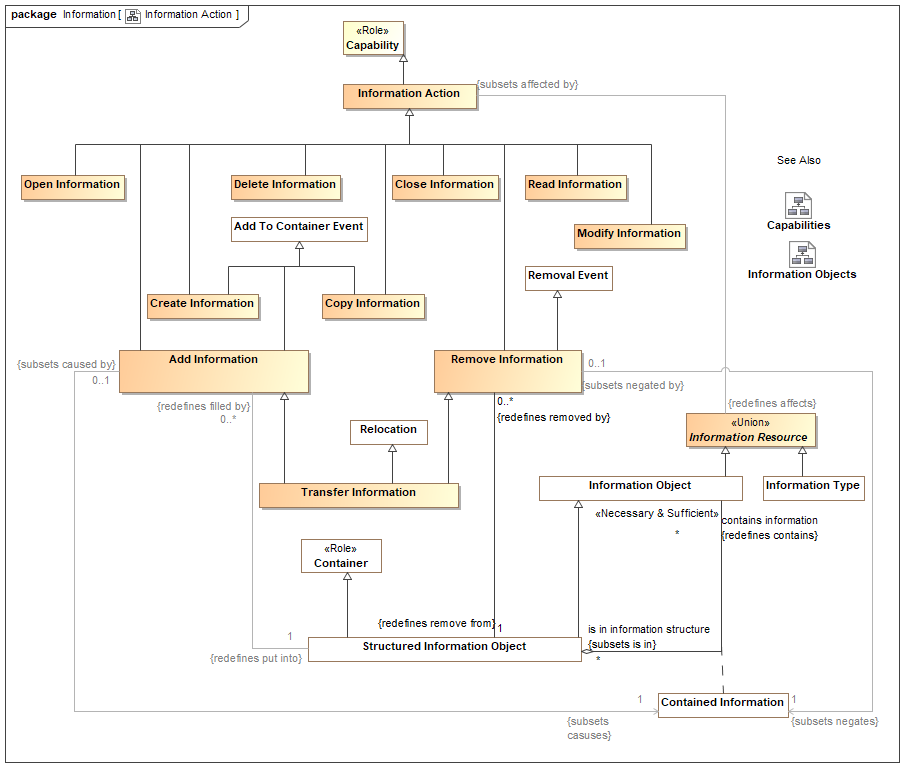 package Information [ Information Action ]
«Role»
Capability
Information Action
{subsets affected by}
See Also
Open Information
Delete Information
Close Information
Read Information
Add To Container Event
Modify Information
Capabilities
Removal Event
Information Objects
Create Information
Copy Information
Add Information
Remove Information
{subsets caused by}
0..1
0..1
{subsets negated by}
{redefines filled by}
0..*
0..*
{redefines removed by}
{redefines affects}
«Union»
Information Resource
Relocation
Transfer Information
Information Object
Information Type
«Necessary & Sufficient»
*
contains information
{redefines contains}
«Role»
Container
{redefines remove from}
1
1
{redefines put into}
Structured Information Object
is in information structure
{subsets is in}
*
1
Contained Information
1
{subsets
casuses}
{subsets negates}